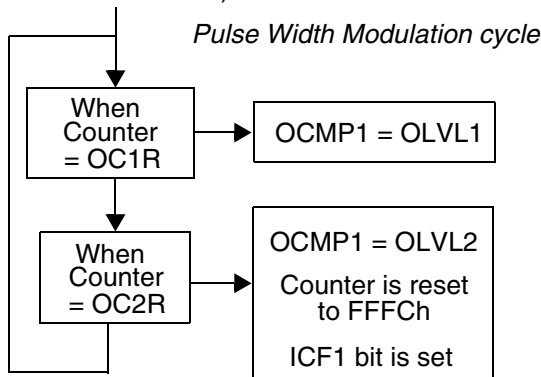 Pulse Width Modulation cycle
When
Counter
= OC1R
OCMP1 = OLVL1
When
Counter
= OC2R
OCMP1 = OLVL2
Counter is reset
to FFFCh
ICF1 bit is set